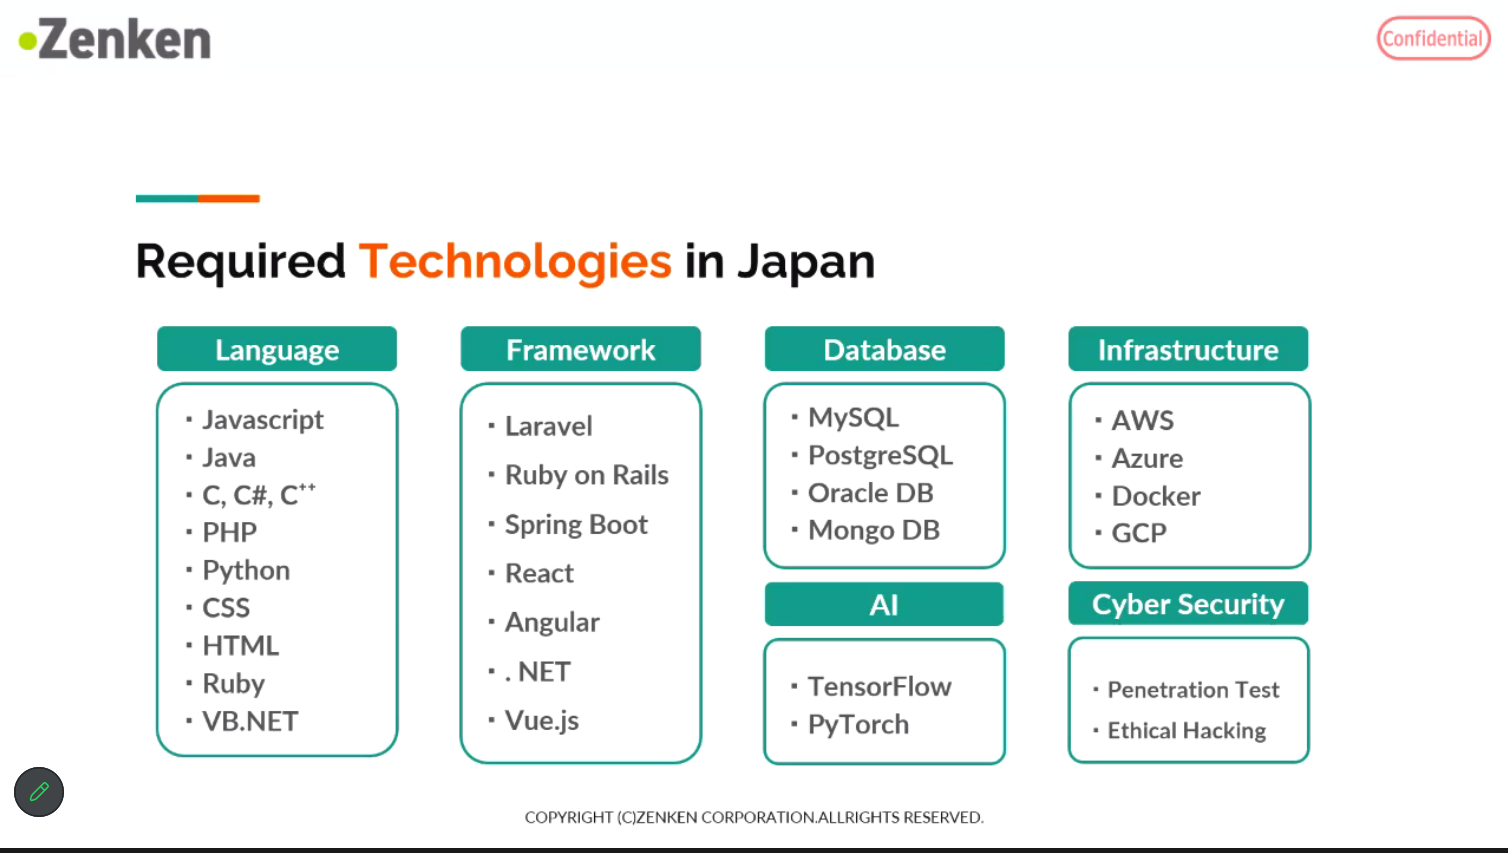 Zenken
Confidential
Required Technologies in Japan
Language
・Javascript
・Java
・C, C#, C++
・PHP
・Python
・CSS
・HTML
・Ruby
・VB.NET
Framework
・Laravel
・Ruby on Rails
・Spring Boot
・React
・Angular
・. NET
・Vue.js
Database
・MySQL
・PostgreSQL
・Oracle DB
・Mongo DB
AI
・TensorFlow
・PyTorch
Infrastructure
・AWS
・Azure
・Docker
・GCP
Cyber Security
・Penetration Test
・Ethical Hacking
COPYRIGHT (C)ZENKEN CORPORATION.ALLRIGHTS RESERVED.